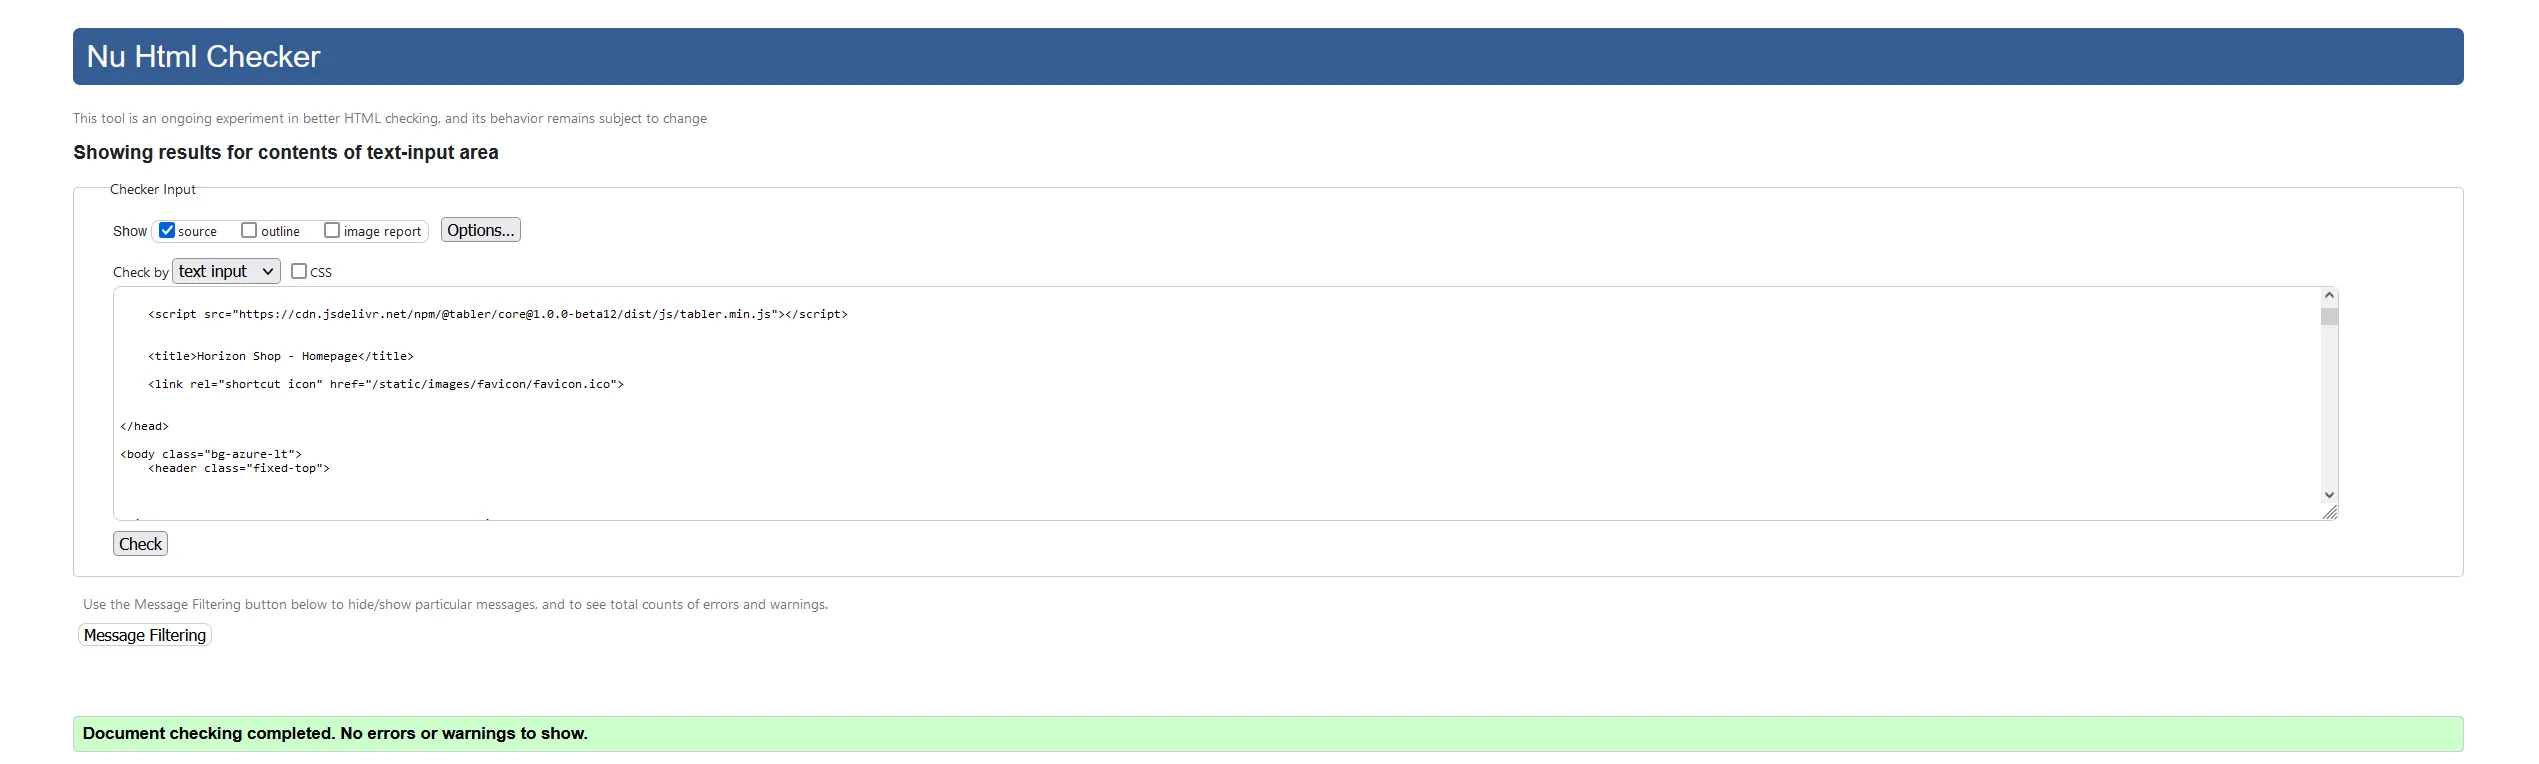 Nu Html Checker
This tool is an ongoing experiment in better HTML checking, and its behavior remains subject to change
Showing results for contents of text-input area
Checker Input
Show source outline image report Options...
Check by text input CSS
<script src="https://cdn.jsdelivr.net/npm/@tabler/core@1.0.0-beta12/dist/js/tabler.min.js"></script>
<title>Horizon Shop - Homepage</title>
<link rel="shortcut icon" href="/static/images/favicon/favicon.ico">
</head>
<body class="bg-azure-lt">
<header class="fixed-top">
Check
Use the Message Filtering button below to hide/show particular messages, and to see total counts of errors and warnings.
Message Filtering
Document checking completed. No errors or warnings to show.